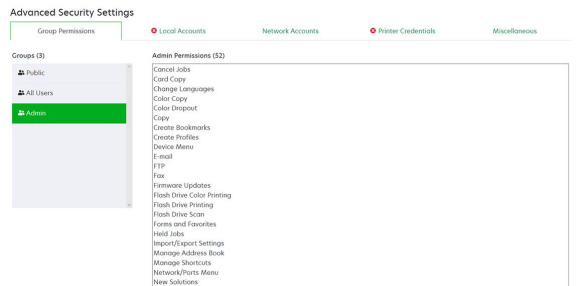 Advanced Security Settings
Group Permissions
Local Accounts
Network Accounts
Printer Credentials
Miscellaneous
Groups (3)
Public
All Users
Admin
Admin Permissions (52)
Cancel Jobs
Card Copy
Change Languages
Color Copy
Color Dropout
Copy
Create Bookmarks
Create Profiles
Device Menu
E-mail
FTP
Fax
Firmware Updates
Flash Drive Color Printing
Flash Drive Printing
Flash Drive Scan
Forms and Favorites
Held Jobs
Import/Export Settings
Manage Address Book
Manage Shortcuts
Network/Ports Menu
New Solutions